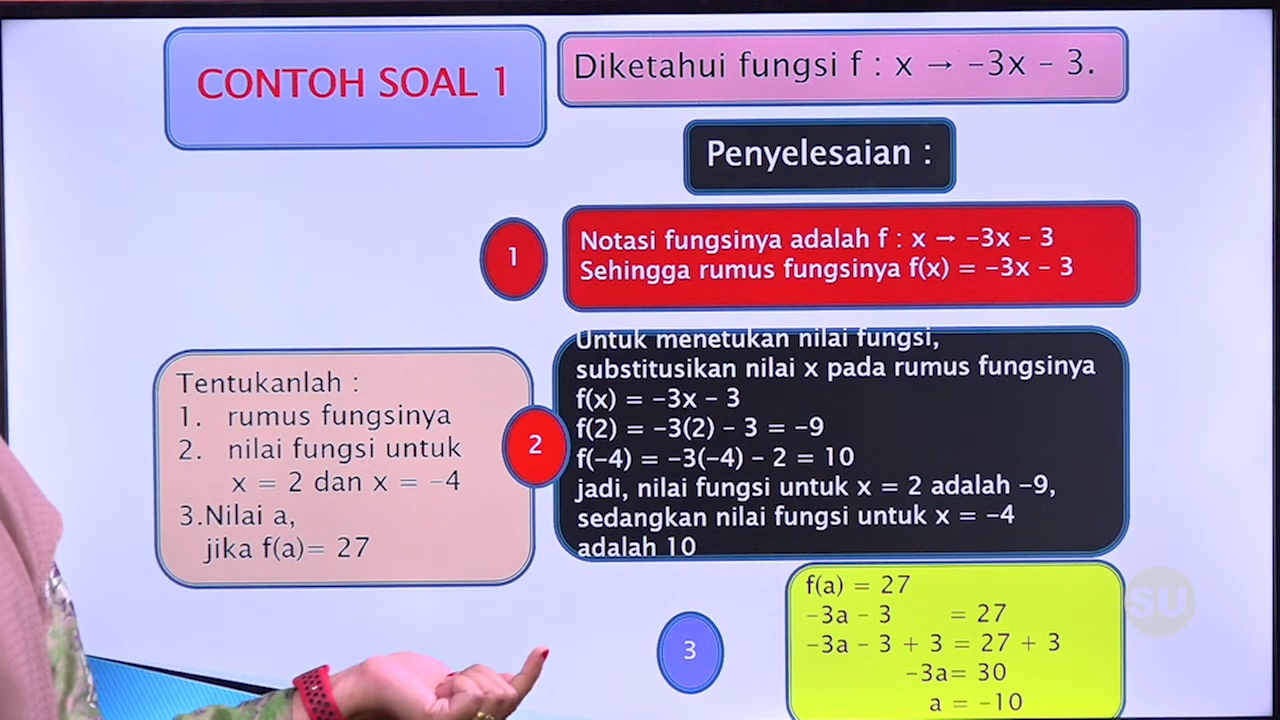 CONTOH SOAL 1
Diketahui fungsi f : x → –3x – 3.
Penyelesaian :
1
Notasi fungsinya adalah f : x → –3x – 3
Sehingga rumus fungsinya f(x) = –3x – 3
Tentukanlah :
1. rumus fungsinya
2. nilai fungsi untuk
x = 2 dan x = –4
3.Nilai a,
jika f(a)= 27
2
Untuk menetukan nilai fungsi,
substitusikan nilai x pada rumus fungsinya
f(x) = –3x – 3
f(2) = –3(2) – 3 = –9
f(–4) = –3(–4) – 2 = 10
jadi, nilai fungsi untuk x = 2 adalah –9,
sedangkan nilai fungsi untuk x = –4
adalah 10
3
f(a) = 27
-3a – 3 = 27
-3a – 3 + 3 = 27 + 3
-3a= 30
a = –10
SU